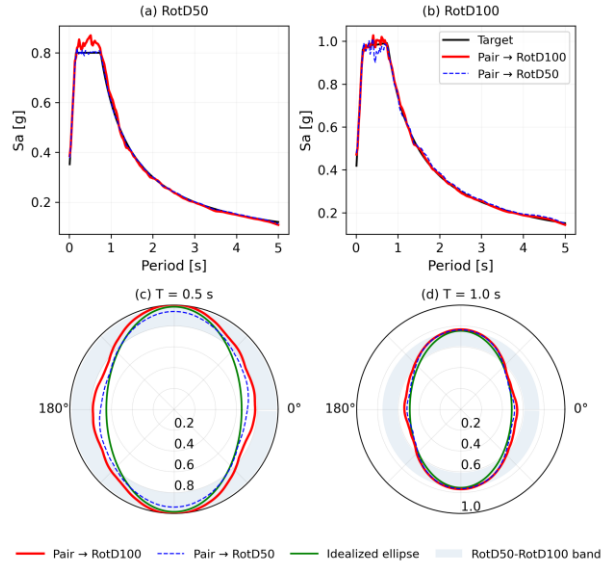 (a) RotD50
(b) RotD100
Sa [g]
0.8
0.6
0.4
0.2
0 1 2 3 4 5
Period [s]
Sa [g]
1.0
0.8
0.6
0.4
0.2
0 1 2 3 4 5
Period [s]
Target
Pair → RotD100
Pair → RotD50
(c) T = 0.5 s
180°
0°
0.2
0.4
0.6
0.8
(d) T = 1.0 s
180°
0°
0.2
0.4
0.6
1.0
Pair → RotD100 Pair → RotD50 Idealized ellipse RotD50-RotD100 band